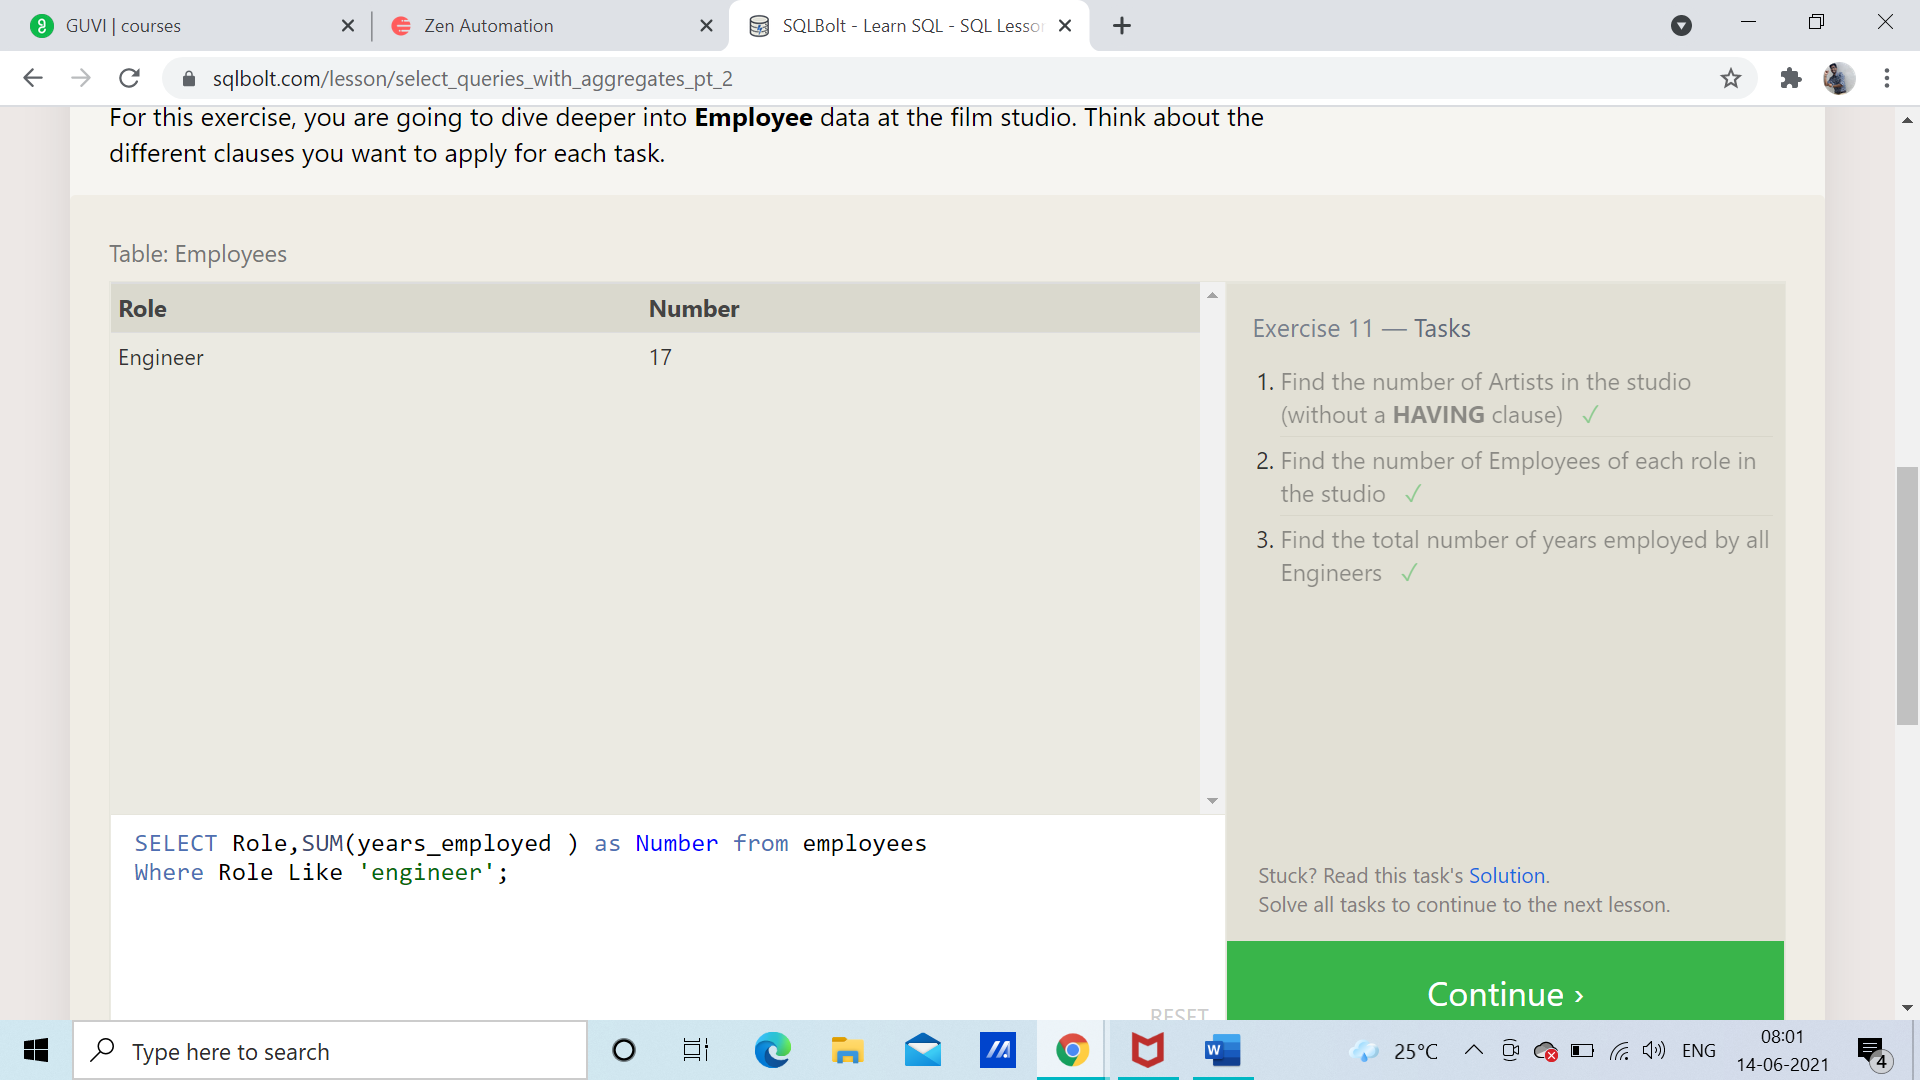 GUVI | courses
Zen Automation
SQLBolt - Learn SQL - SQL Lesson
sqlbolt.com/lesson/select_queries_with_aggregates_pt_2
For this exercise, you are going to dive deeper into Employee data at the film studio. Think about the
different clauses you want to apply for each task.
Table: Employees
Role Number
Engineer 17
Exercise 11 — Tasks
1. Find the number of Artists in the studio
(without a HAVING clause) ✓
2. Find the number of Employees of each role in
the studio ✓
3. Find the total number of years employed by all
Engineers ✓
SELECT Role,SUM(years_employed ) as Number from employees
Where Role Like 'engineer';
Stuck? Read this task's Solution.
Solve all tasks to continue to the next lesson.
RESET
Continue ›
Type here to search
W
25°C
ENG
08:01
14-06-2021
4